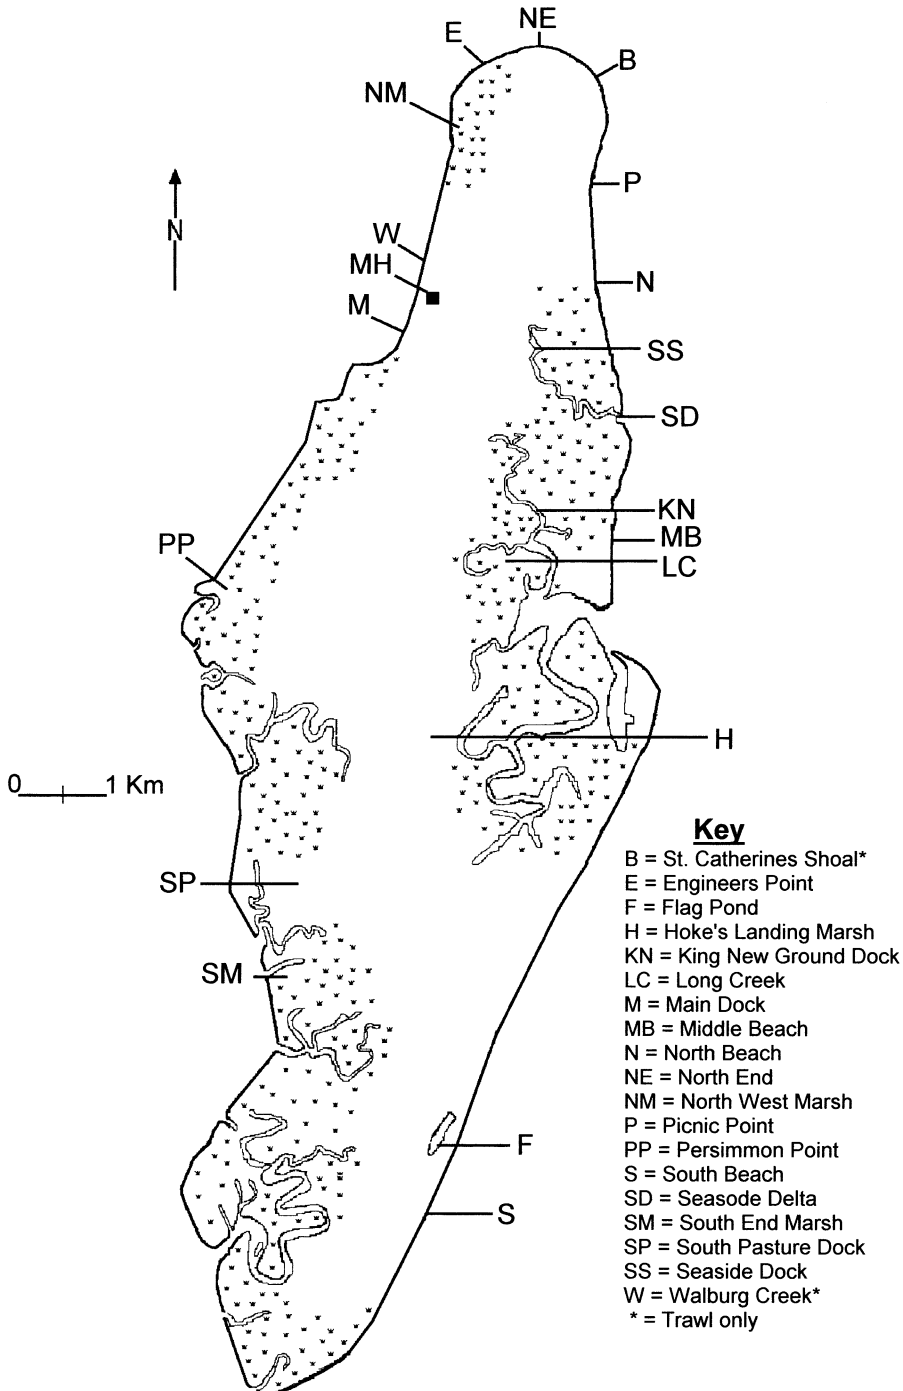 NE
E
B
NM
P
N
W
MH
N
M
SS
SD
KN
MB
PP
LC
H
0 1 Km
Key
B = St. Catherines Shoal*
E = Engineers Point
F = Flag Pond
H = Hoke's Landing Marsh
SP
KN = King New Ground Dock
SM
LC = Long Creek
M = Main Dock
MB = Middle Beach
N = North Beach
NE = North End
NM = North West Marsh
P = Picnic Point
F
PP = Persimmon Point
S = South Beach
SD = Seasode Delta
S
SM = South End Marsh
SP = South Pasture Dock
SS = Seaside Dock
W = Walburg Creek*
* = Trawl only